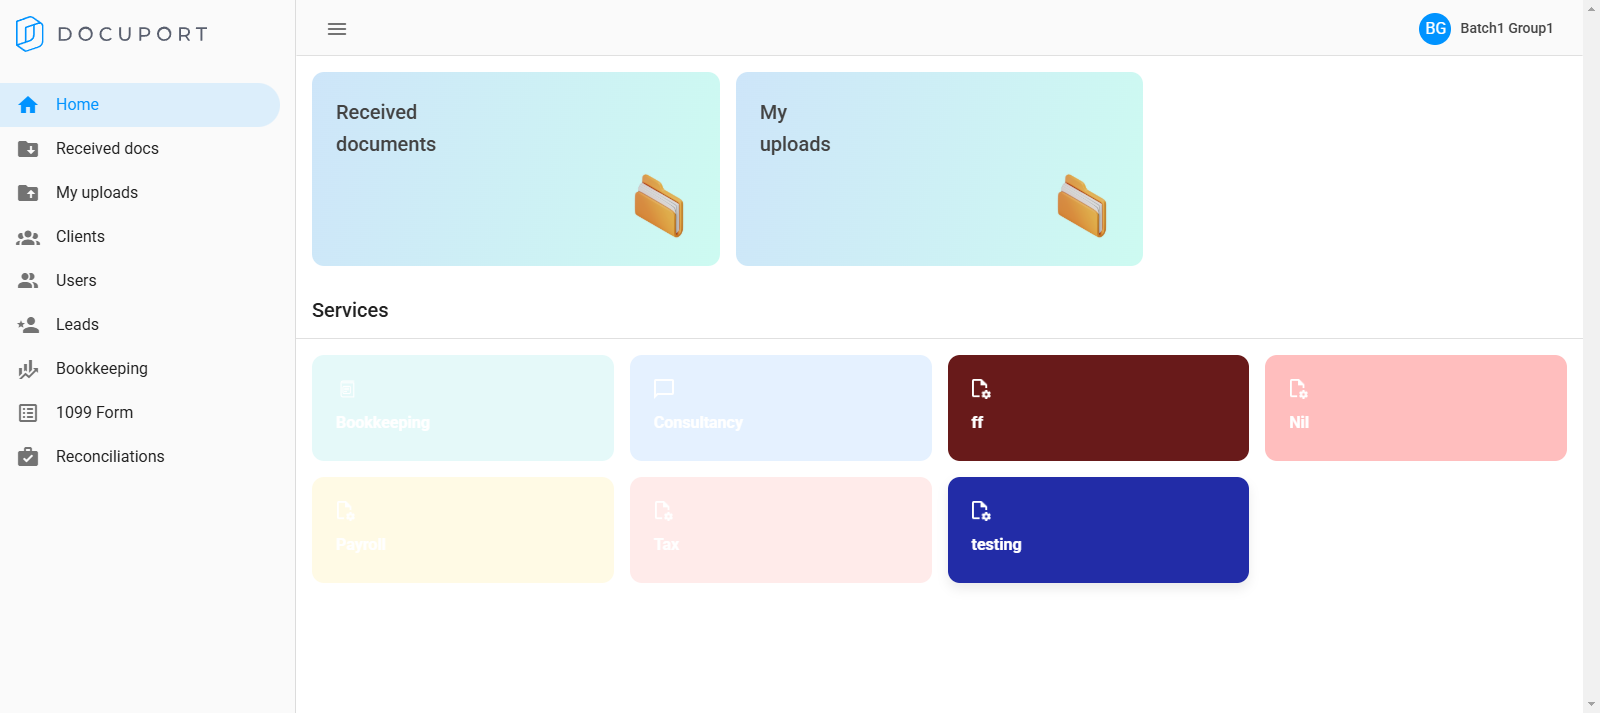 DOCUPORT
BG
Batch1 Group1
Home
Received docs
My uploads
Clients
Users
Leads
Bookkeeping
1099 Form
Reconciliations
Received
documents
My
uploads
Services
Bookkeeping
Consultancy
ff
Nil
Payroll
Tax
testing